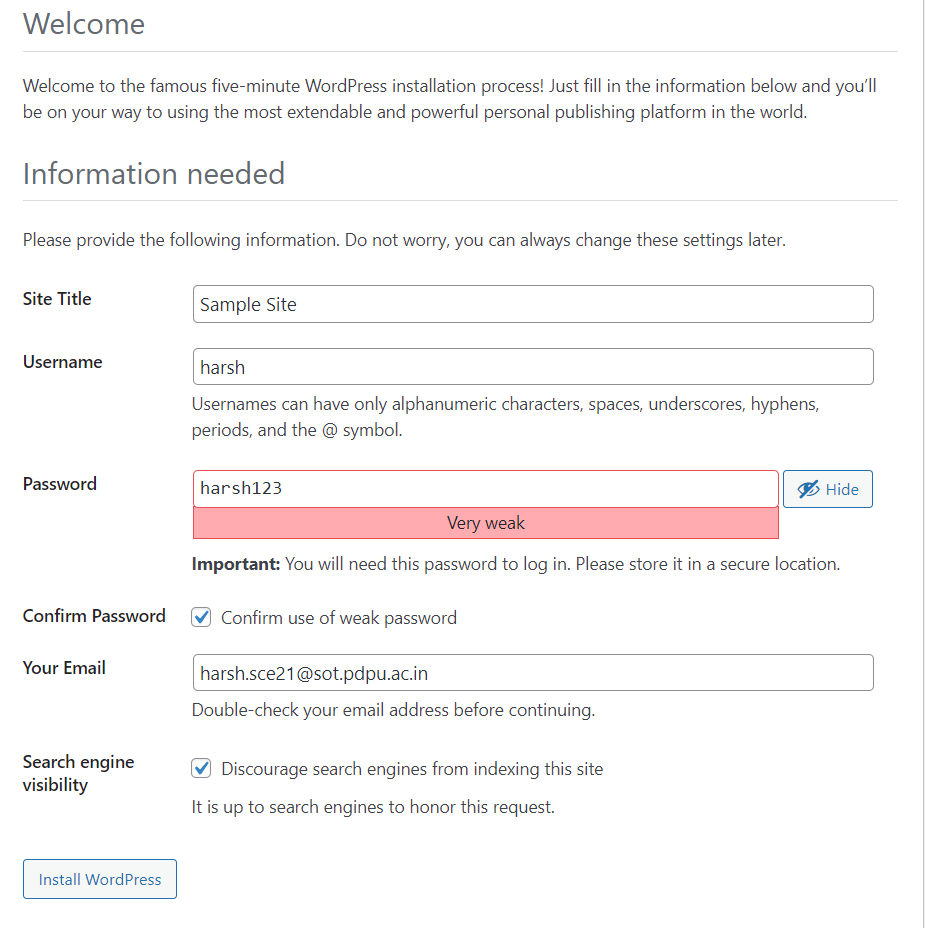 Welcome
Welcome to the famous five-minute WordPress installation process! Just fill in the information below and you’ll
be on your way to using the most extendable and powerful personal publishing platform in the world.
Information needed
Please provide the following information. Do not worry, you can always change these settings later.
Site Title
Sample Site
Username
harsh
Usernames can have only alphanumeric characters, spaces, underscores, hyphens,
periods, and the @ symbol.
Password
harsh123
Hide
Very weak
Important: You will need this password to log in. Please store it in a secure location.
Confirm Password
Confirm use of weak password
Your Email
harsh.sce21@sot.pdpu.ac.in
Double-check your email address before continuing.
Search engine
visibility
Discourage search engines from indexing this site
It is up to search engines to honor this request.
Install WordPress